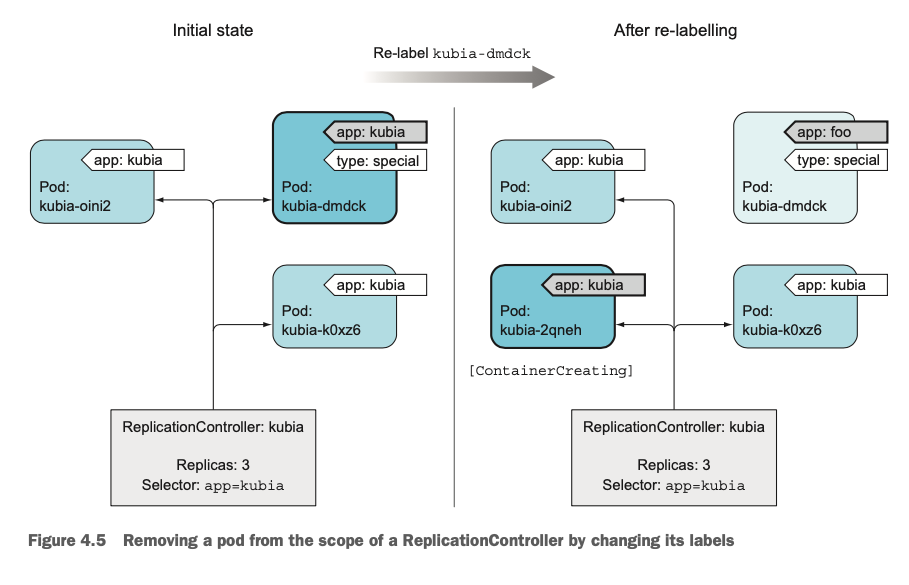 Initial state
After re-labelling
Re-label kubia-dmdck
app: kubia
Pod:
kubia-oini2
app: kubia
type: special
Pod:
kubia-dmdck
app: kubia
Pod:
kubia-k0xz6
ReplicationController: kubia
Replicas: 3
Selector: app=kubia
app: kubia
Pod:
kubia-oini2
app: foo
type: special
Pod:
kubia-dmdck
app: kubia
Pod:
kubia-2qneh
[ContainerCreating]
app: kubia
Pod:
kubia-k0xz6
ReplicationController: kubia
Replicas: 3
Selector: app=kubia
Figure 4.5 Removing a pod from the scope of a ReplicationController by changing its labels